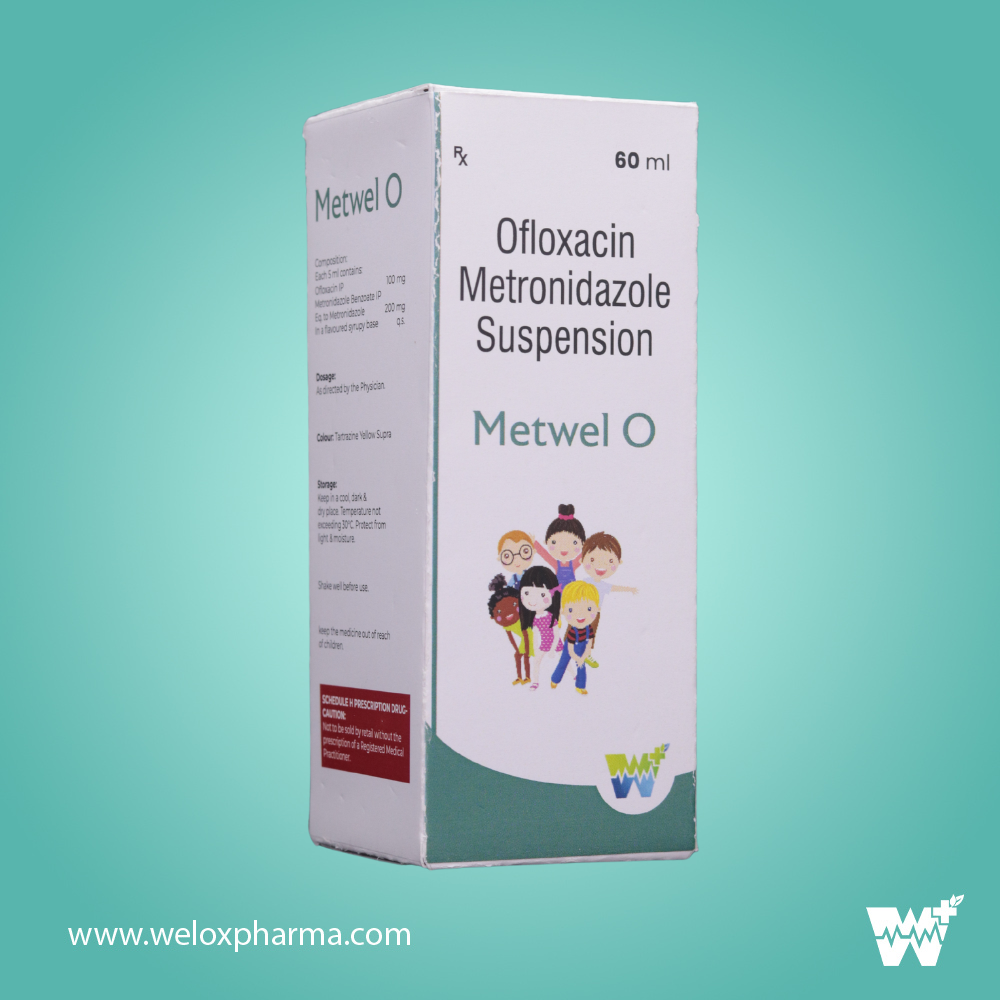 Metwel O
Composition:
Each 5 ml contains:
Ofloxacin IP 100 mg
Metronidazole Benzoate IP
Eq. to Metronidazole 200 mg
In a flavoured syrupy base q.s.
Dosage:
As directed by the Physician.
Colour: Tartrazine Yellow Supra
Storage:
Keep in a cool, dark &
dry place. Temperature not
exceeding 30°C. Protect from
light & moisture.
Shake well before use.
Keep the medicine out of reach
of children.
SCHEDULE H PRESCRIPTION DRUG-
CAUTION:
Not to be sold by retail without the
prescription of a Registered Medical
Practitioner.
Rx 60 ml
Ofloxacin
Metronidazole
Suspension
Metwel O
www.weloxpharma.com